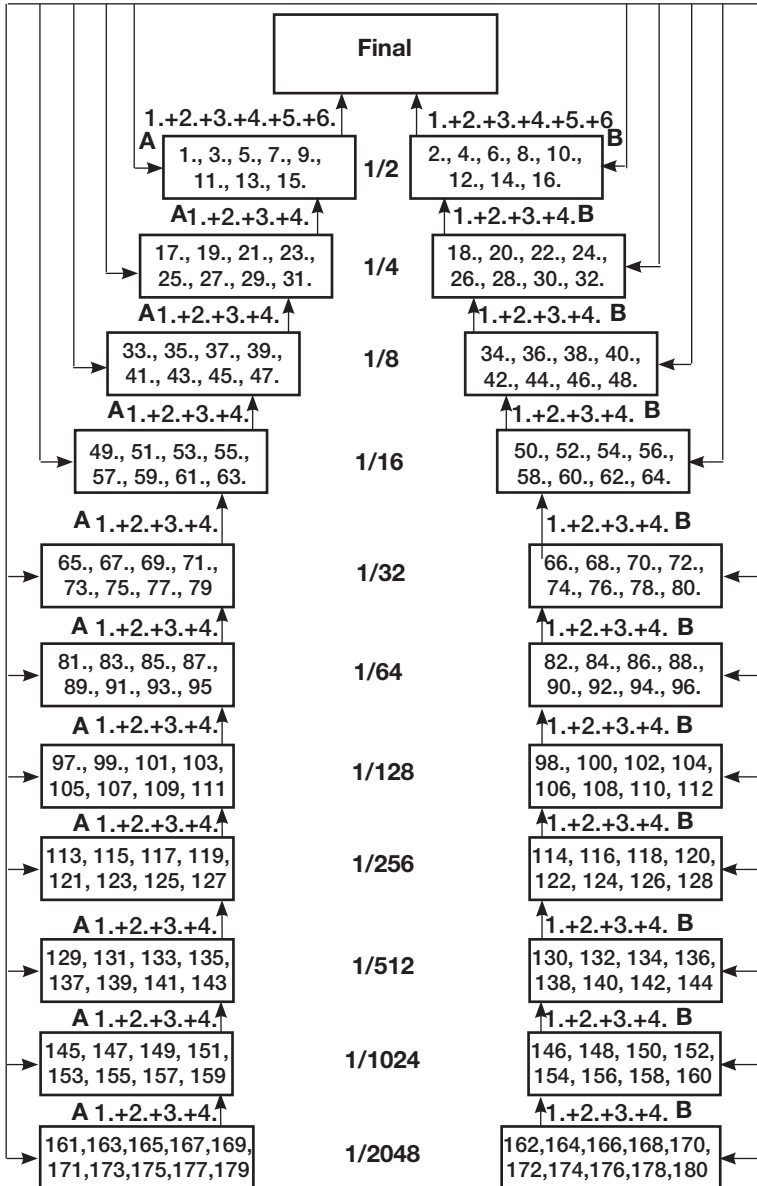 Final
1.+2.+3.+4.+5.+6.
1.+2.+3.+4.+5.+6
A
B
1., 3., 5., 7., 9.,
11., 13., 15.
1/2
2., 4., 6., 8., 10.,
12., 14., 16.
A 1.+2.+3.+4.
1.+2.+3.+4. B
17., 19., 21., 23.,
25., 27., 29., 31.
1/4
18., 20., 22., 24.,
26., 28., 30., 32.
A 1.+2.+3.+4.
1.+2.+3.+4. B
33., 35., 37., 39.,
41., 43., 45., 47.
1/8
34., 36., 38., 40.,
42., 44., 46., 48.
A 1.+2.+3.+4.
1.+2.+3.+4. B
49., 51., 53., 55.,
57., 59., 61., 63.
1/16
50., 52., 54., 56.,
58., 60., 62., 64.
A 1.+2.+3.+4.
1.+2.+3.+4. B
65., 67., 69., 71.,
73., 75., 77., 79
1/32
66., 68., 70., 72.,
74., 76., 78., 80.
A 1.+2.+3.+4.
1.+2.+3.+4. B
81., 83., 85., 87.,
89., 91., 93., 95
1/64
82., 84., 86., 88.,
90., 92., 94., 96.
A 1.+2.+3.+4.
1.+2.+3.+4. B
97., 99., 101, 103,
105, 107, 109, 111
1/128
98., 100, 102, 104,
106, 108, 110, 112
A 1.+2.+3.+4.
1.+2.+3.+4. B
113, 115, 117, 119,
121, 123, 125, 127
1/256
114, 116, 118, 120,
122, 124, 126, 128
A 1.+2.+3.+4.
1.+2.+3.+4. B
129, 131, 133, 135,
137, 139, 141, 143
1/512
130, 132, 134, 136,
138, 140, 142, 144
A 1.+2.+3.+4.
1.+2.+3.+4. B
145, 147, 149, 151,
153, 155, 157, 159
1/1024
146, 148, 150, 152,
154, 156, 158, 160
A 1.+2.+3.+4.
1.+2.+3.+4. B
161,163,165,167,169,
171,173,175,177,179
1/2048
162,164,166,168,170,
172,174,176,178,180